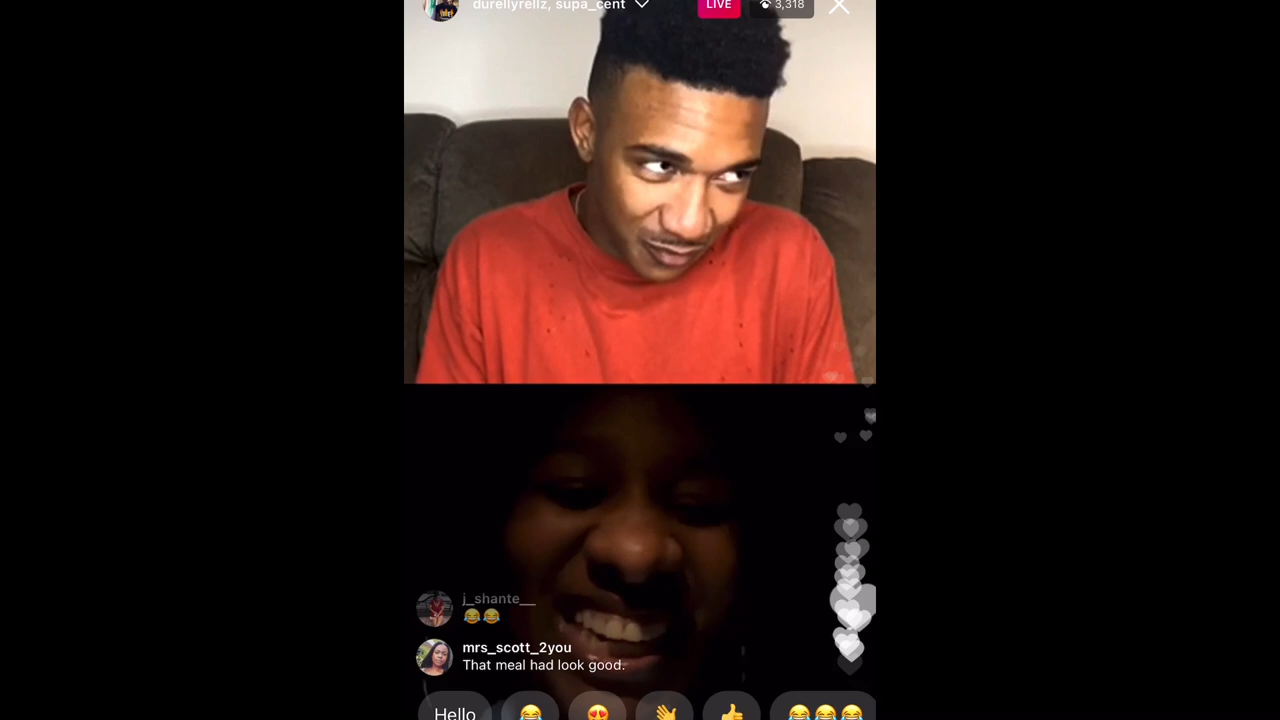 durellyrellz, supa_cent
LIVE
3,318
j_shante__
😂😂
mrs_scott_2you
That meal had look good.
Hello 😂 😍 👋 👍 😂😂😂